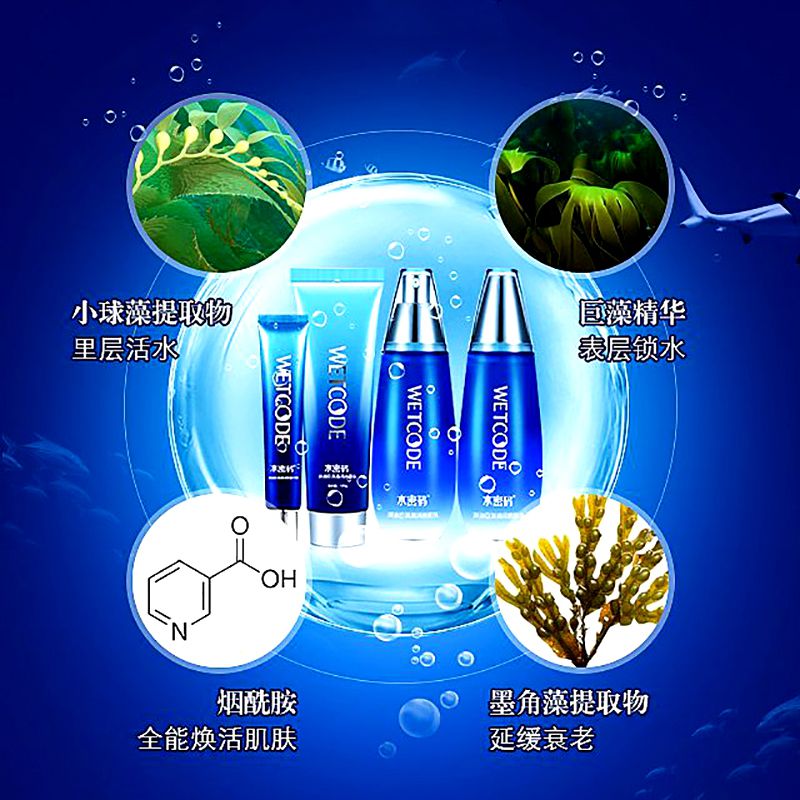 小球藻提取物
里层活水
巨藻精华
表层锁水
WETCODE
水密码
WETCODE
水密码
WETCODE
水密码
WETCODE
水密码
O
OH
N
烟酰胺
全能焕活肌肤
墨角藻提取物
延缓衰老